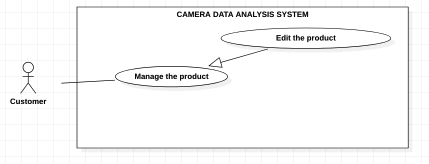 CAMERA DATA ANALYSIS SYSTEM
Edit the product
Manage the product
Customer